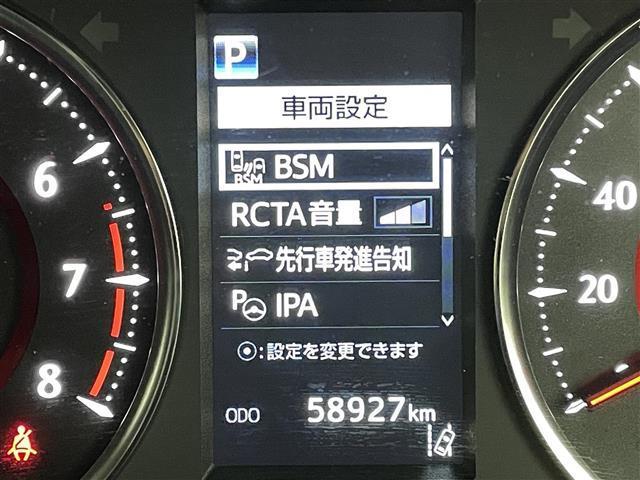 P
車両設定
BSM BSM
RCTA音量
先行車発進告知
P IPA
⦿:設定を変更できます
ODO 58927km
6
7
8
40
20